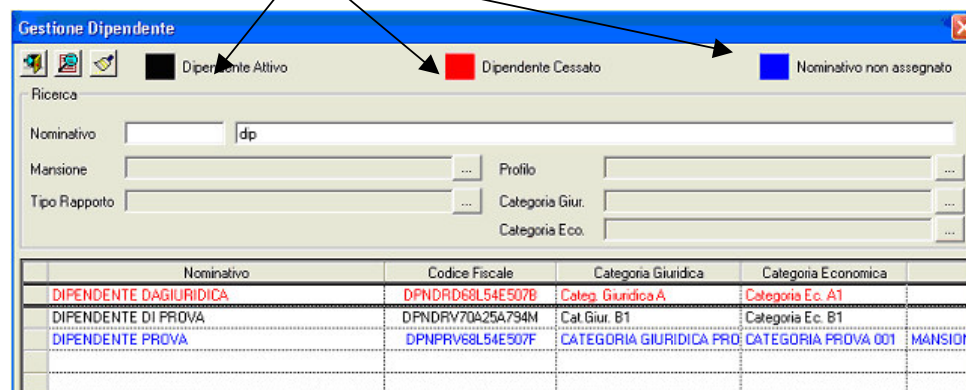 Gestione Dipendente
Dipendente Attivo Dipendente Cessato Nominativo non assegnato
Ricerca
Nominativo dip
Mansione ... Profilo ...
Tipo Rapporto ... Categoria Giur. ...
Categoria Eco. ...
Nominativo Codice Fiscale Categoria Giuridica Categoria Economica
DIPENDENTE DAGIURIDICA DPNDRD68L54E507B Categ. Giuridica A Categoria Ec. A1
DIPENDENTE DI PROVA DPNDRV70A25A794M Cat.Giur. B1 Categoria Ec. B1
DIPENDENTE PROVA DPNPRV68L54E507F CATEGORIA GIURIDICA PRO CATEGORIA PROVA 001 MANSION